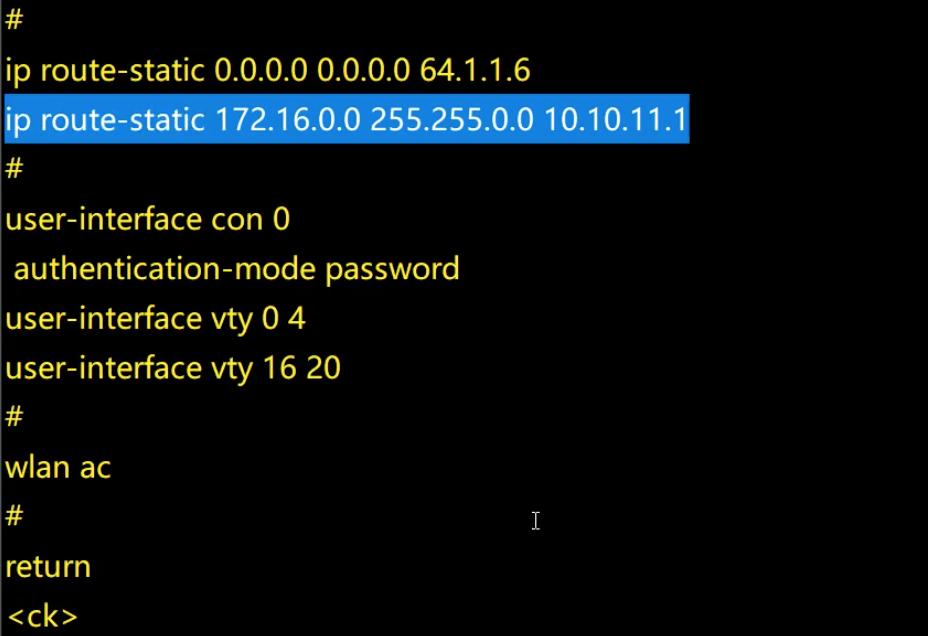 #
ip route-static 0.0.0.0 0.0.0.0 64.1.1.6
ip route-static 172.16.0.0 255.255.0.0 10.10.11.1
#
user-interface con 0
 authentication-mode password
user-interface vty 0 4
user-interface vty 16 20
#
wlan ac
#
return
<ck>